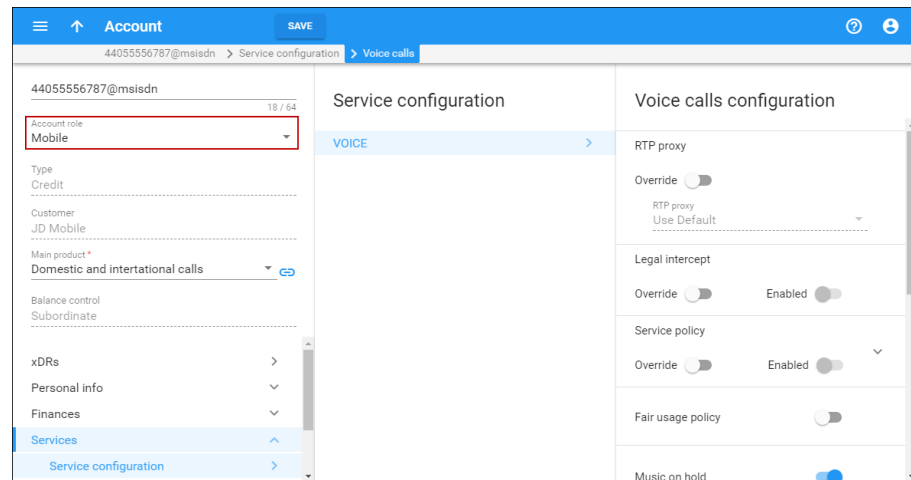 Account
SAVE
44055556787@msisdn > Service configuration > Voice calls
44055556787@msisdn
18 / 64
Account role
Mobile
Type
Credit
Customer
JD Mobile
Main product *
Domestic and intertational calls
Balance control
Subordinate
xDRs
Personal info
Finances
Services
Service configuration
Service configuration
VOICE
Voice calls configuration
RTP proxy
Override
RTP proxy
Use Default
Legal intercept
Override Enabled
Service policy
Override Enabled
Fair usage policy
Music on hold